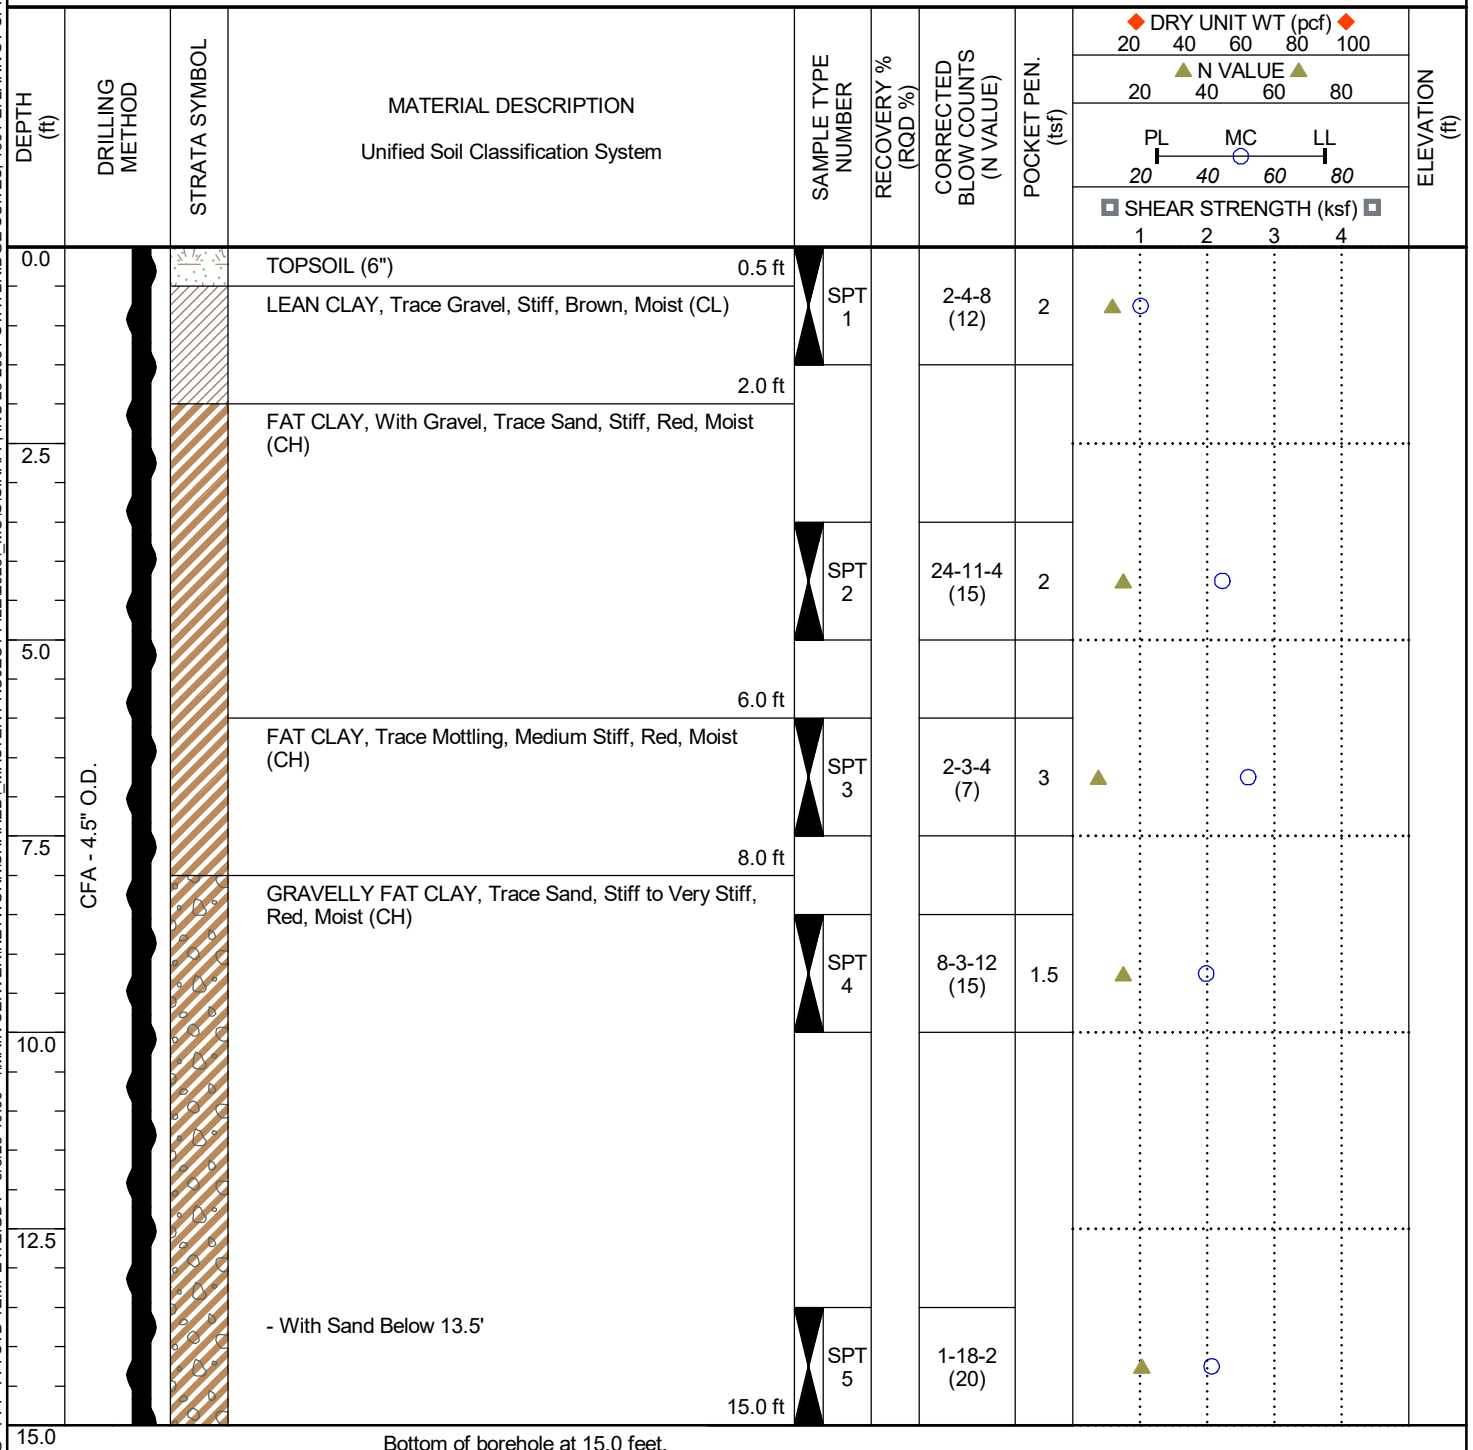 DEPTH
(ft)
DRILLING
METHOD
STRATA SYMBOL
MATERIAL DESCRIPTION
Unified Soil Classification System
SAMPLE TYPE
NUMBER
RECOVERY %
(RQD %)
CORRECTED
BLOW COUNTS
(N VALUE)
POCKET PEN.
(tsf)
DRY UNIT WT (pcf)
20 40 60 80 100
N VALUE
20 40 60 80
PL MC LL
20 40 60 80
SHEAR STRENGTH (ksf)
1 2 3 4
ELEVATION
(ft)
0.0
TOPSOIL (6") 0.5 ft
LEAN CLAY, Trace Gravel, Stiff, Brown, Moist (CL)
SPT
1
2-4-8
(12)
2
2.0 ft
FAT CLAY, With Gravel, Trace Sand, Stiff, Red, Moist
(CH)
2.5
SPT
2
24-11-4
(15)
2
5.0
6.0 ft
FAT CLAY, Trace Mottling, Medium Stiff, Red, Moist
(CH)
SPT
3
2-3-4
(7)
3
CFA - 4.5" O.D.
7.5
8.0 ft
GRAVELLY FAT CLAY, Trace Sand, Stiff to Very Stiff,
Red, Moist (CH)
SPT
4
8-3-12
(15)
1.5
10.0
12.5
- With Sand Below 13.5'
SPT
5
1-18-2
(20)
15.0 ft
15.0
Bottom of borehole at 15.0 feet.